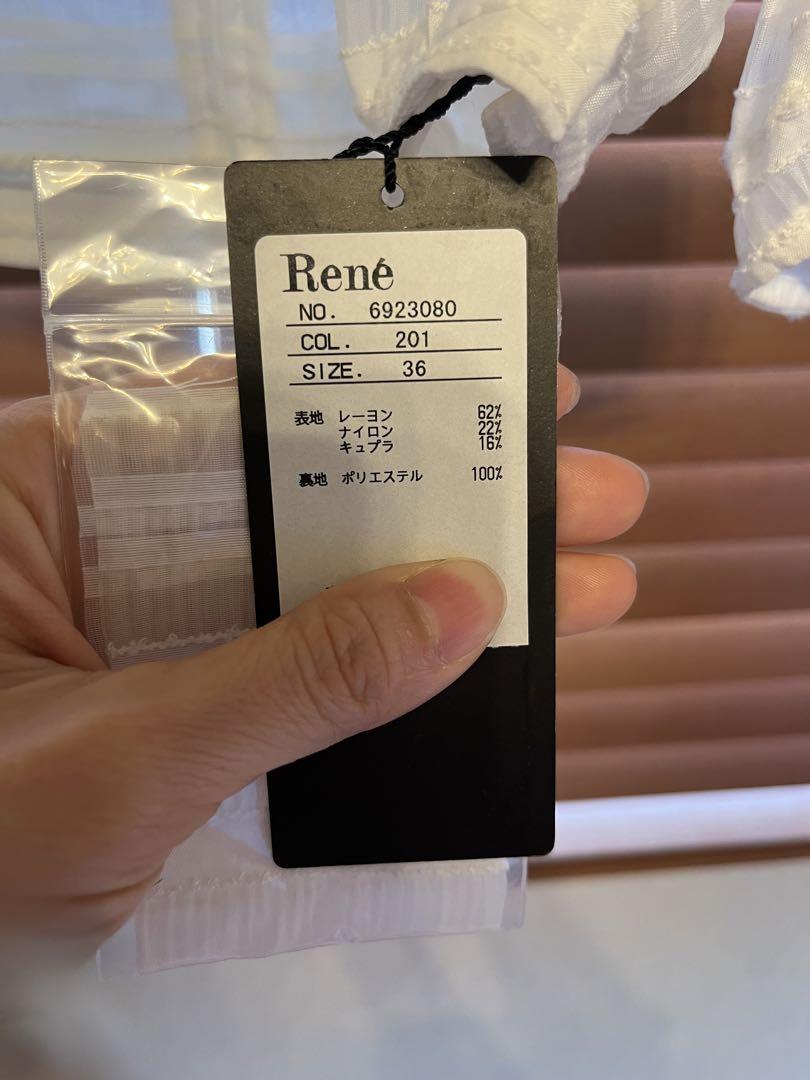 René
NO. 6923080
COL. 201
SIZE. 36
表地 レーヨン 62%
ナイロン 22%
キュプラ 16%
裏地 ポリエステル 100%